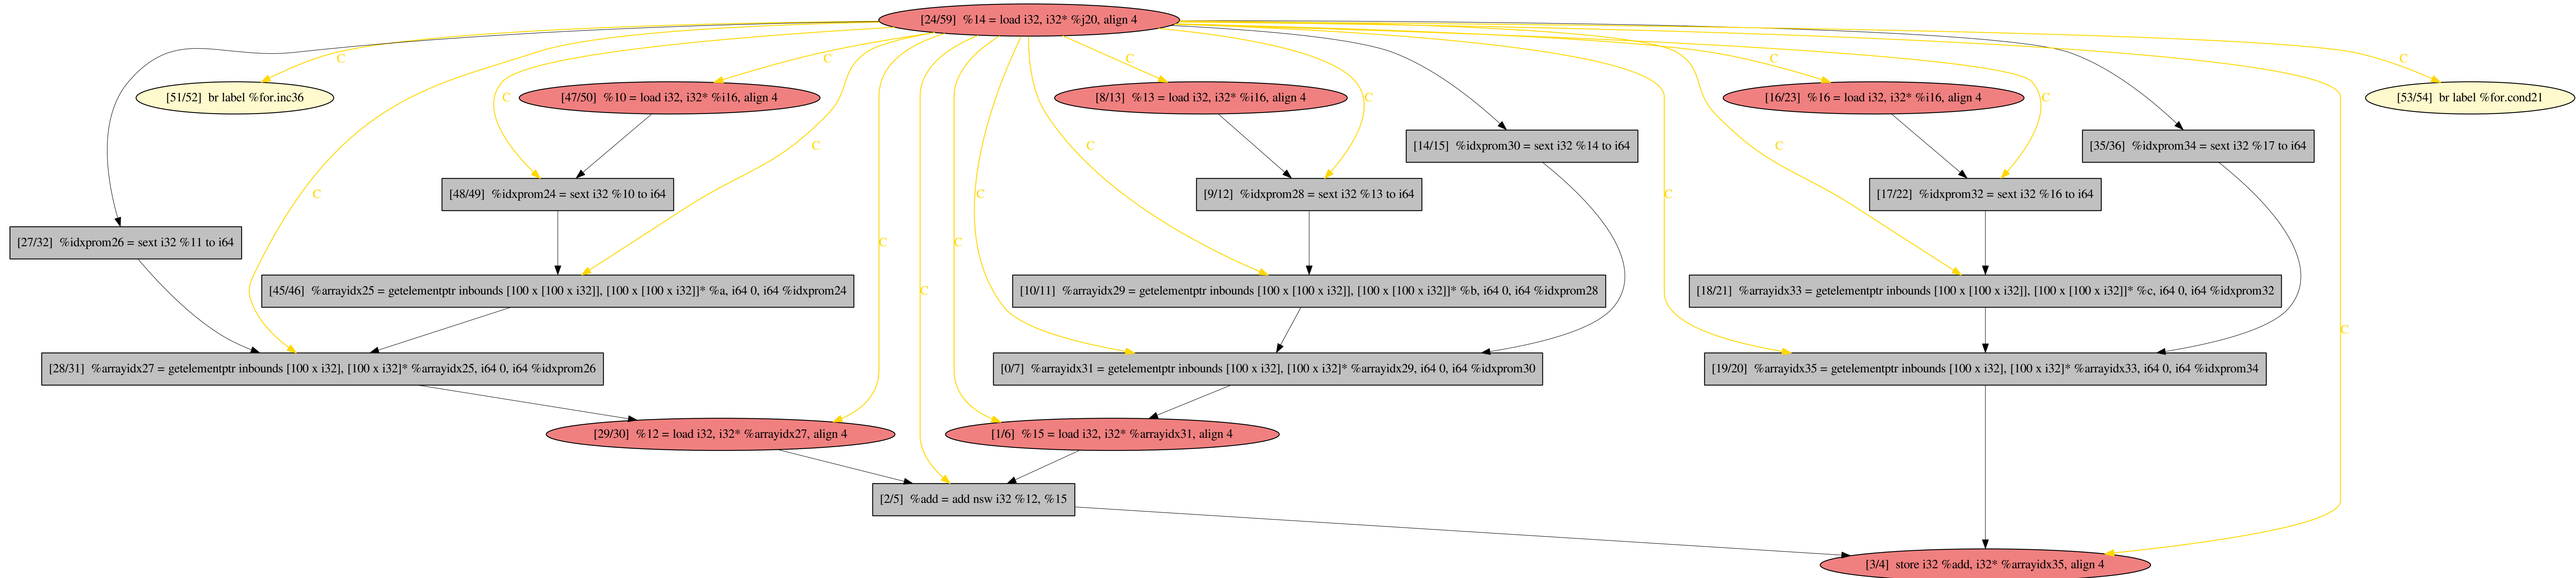 [24/59]  %14 = load i32, i32* %j20, align 4
C
C
C
C
C
[51/52]  br label %for.inc36
[47/50]  %10 = load i32, i32* %i16, align 4
[8/13]  %13 = load i32, i32* %i16, align 4
[16/23]  %16 = load i32, i32* %i16, align 4
[53/54]  br label %for.cond21
C
C
C
C
C
C
[14/15]  %idxprom30 = sext i32 %14 to i64
[35/36]  %idxprom34 = sext i32 %17 to i64
C
C
C
C
[48/49]  %idxprom24 = sext i32 %10 to i64
[9/12]  %idxprom28 = sext i32 %13 to i64
[17/22]  %idxprom32 = sext i32 %16 to i64
[27/32]  %idxprom26 = sext i32 %11 to i64
C
C
[45/46]  %arrayidx25 = getelementptr inbounds [100 x [100 x i32]], [100 x [100 x i32]]* %a, i64 0, i64 %idxprom24
C
[10/11]  %arrayidx29 = getelementptr inbounds [100 x [100 x i32]], [100 x [100 x i32]]* %b, i64 0, i64 %idxprom28
[18/21]  %arrayidx33 = getelementptr inbounds [100 x [100 x i32]], [100 x [100 x i32]]* %c, i64 0, i64 %idxprom32
C
[28/31]  %arrayidx27 = getelementptr inbounds [100 x i32], [100 x i32]* %arrayidx25, i64 0, i64 %idxprom26
[0/7]  %arrayidx31 = getelementptr inbounds [100 x i32], [100 x i32]* %arrayidx29, i64 0, i64 %idxprom30
[19/20]  %arrayidx35 = getelementptr inbounds [100 x i32], [100 x i32]* %arrayidx33, i64 0, i64 %idxprom34
[29/30]  %12 = load i32, i32* %arrayidx27, align 4
[1/6]  %15 = load i32, i32* %arrayidx31, align 4
[2/5]  %add = add nsw i32 %12, %15
[3/4]  store i32 %add, i32* %arrayidx35, align 4